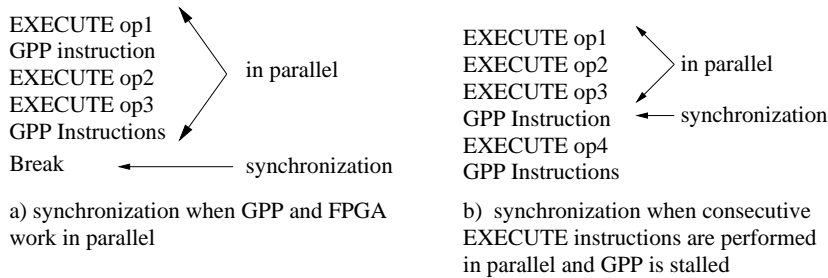 EXECUTE op1
GPP instruction
EXECUTE op2
EXECUTE op3
GPP Instructions
Break
in parallel
synchronization
a) synchronization when GPP and FPGA
work in parallel
EXECUTE op1
EXECUTE op2
EXECUTE op3
GPP Instruction
EXECUTE op4
GPP Instructions
in parallel
synchronization
b) synchronization when consecutive
EXECUTE instructions are performed
in parallel and GPP is stalled